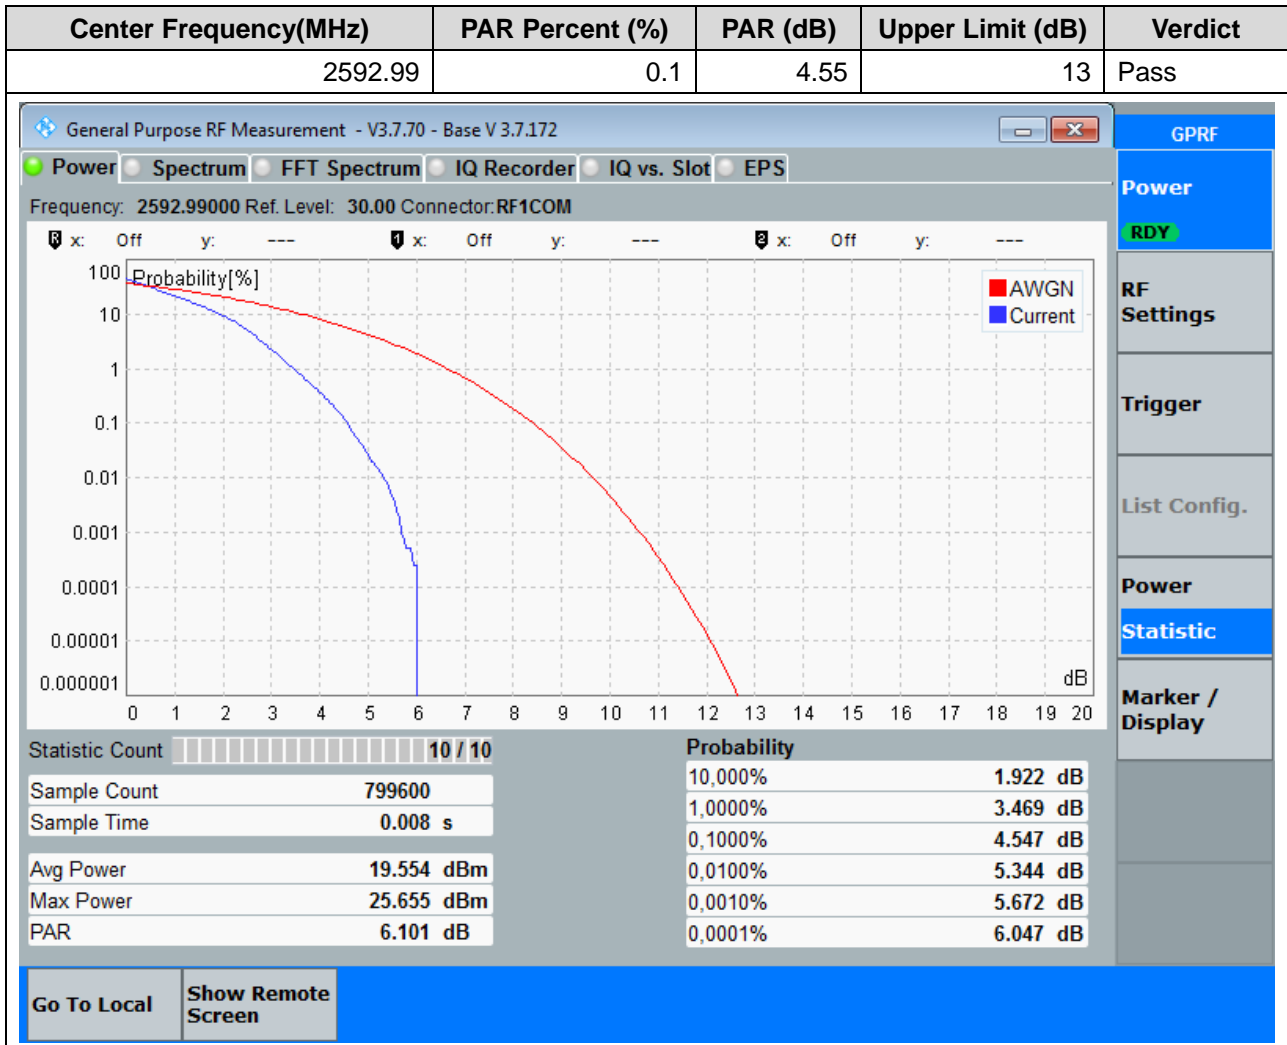 Center Frequency(MHz) PAR Percent (%) PAR (dB) Upper Limit (dB) Verdict
2592.99 0.1 4.55 13 Pass
General Purpose RF Measurement - V3.7.70 - Base V 3.7.172
GPRF
Power Spectrum FFT Spectrum IQ Recorder IQ vs. Slot EPS
Frequency: 2592.99000 Ref. Level: 30.00 Connector: RF1COM
R x: Off y: --- 1 x: Off y: --- 2 x: Off y: ---
Probability[%]
AWGN
Current
100
10
1
0.1
0.01
0.001
0.0001
0.00001
0.000001
dB
0 1 2 3 4 5 6 7 8 9 10 11 12 13 14 15 16 17 18 19 20
Statistic Count 10 / 10
Sample Count 799600
Sample Time 0.008 s
Avg Power 19.554 dBm
Max Power 25.655 dBm
PAR 6.101 dB
Probability
10,000% 1.922 dB
1,0000% 3.469 dB
0,1000% 4.547 dB
0,0100% 5.344 dB
0,0010% 5.672 dB
0,0001% 6.047 dB
Power
RDY
RF
Settings
Trigger
List Config.
Power
Statistic
Marker /
Display
Go To Local
Show Remote
Screen